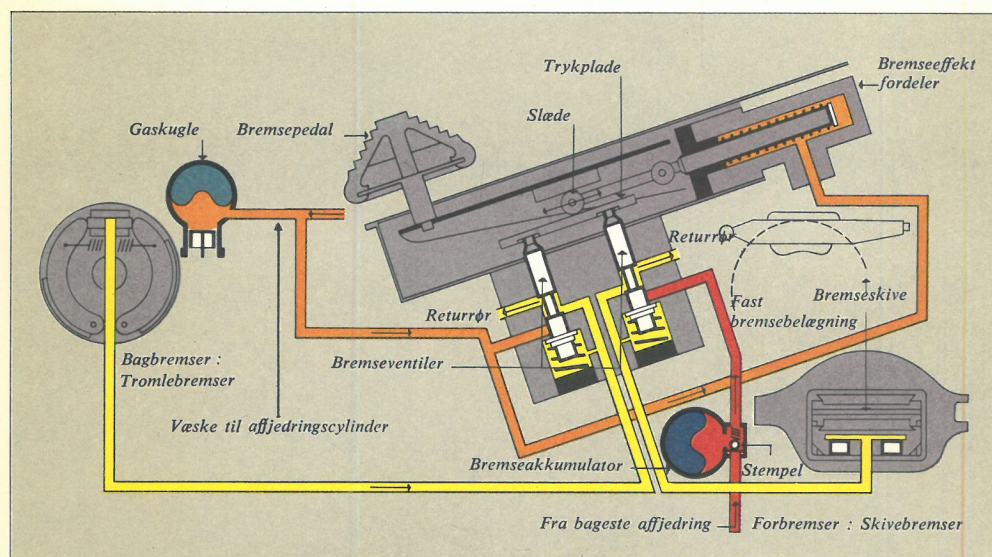 Trykplade
Bremseeffekt
fordeler
Slæde
Gaskugle
Bremsepedal
Returrør
Bremseskive
Fast
bremsebelægning
Returrør
Bagbremser :
Tromlebremser
Bremseventiler
Væske til affjedringscylinder
Bremseakkumulator
Stempel
Fra bageste affjedring
Forbremser : Skivebremser